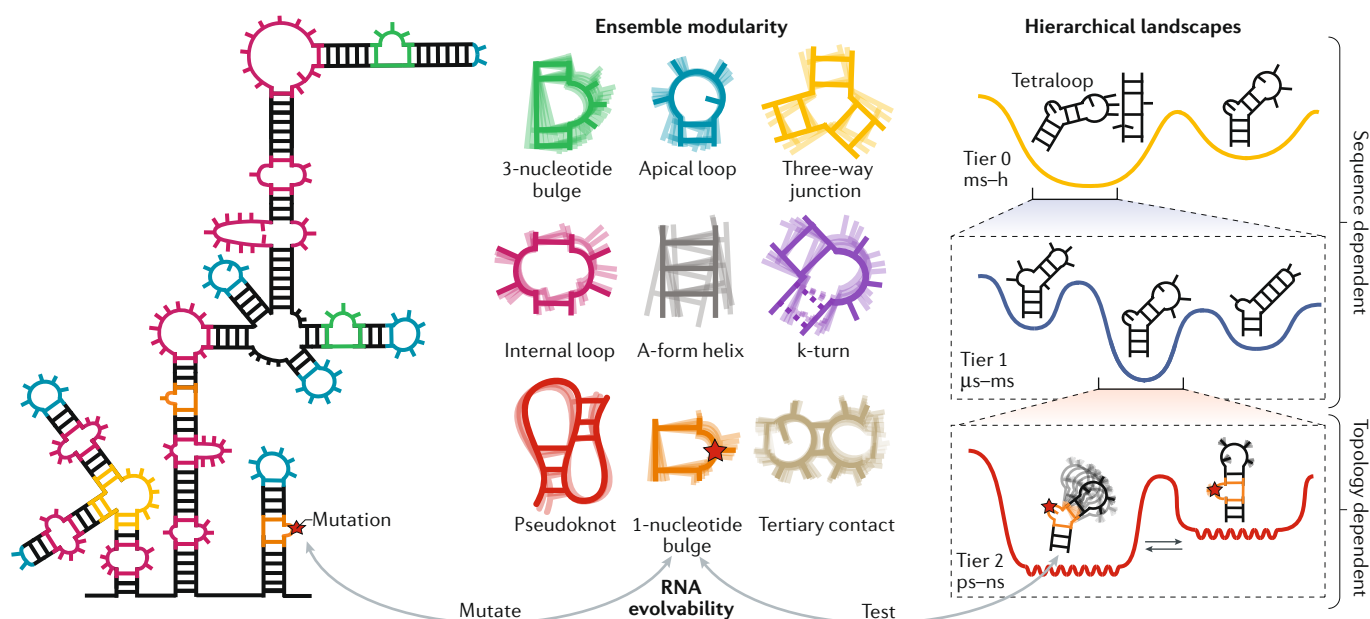 Ensemble modularity
3-nucleotide
bulge
Apical loop
Three-way
junction
Internal loop
A-form helix
k-turn
Pseudoknot
1-nucleotide
bulge
Tertiary contact
Mutation
Mutate
RNA
evolvability
Test
Hierarchical landscapes
Tetraloop
Tier 0
ms–h
Tier 1
μs–ms
Tier 2
ps–ns
Sequence dependent
Topology dependent